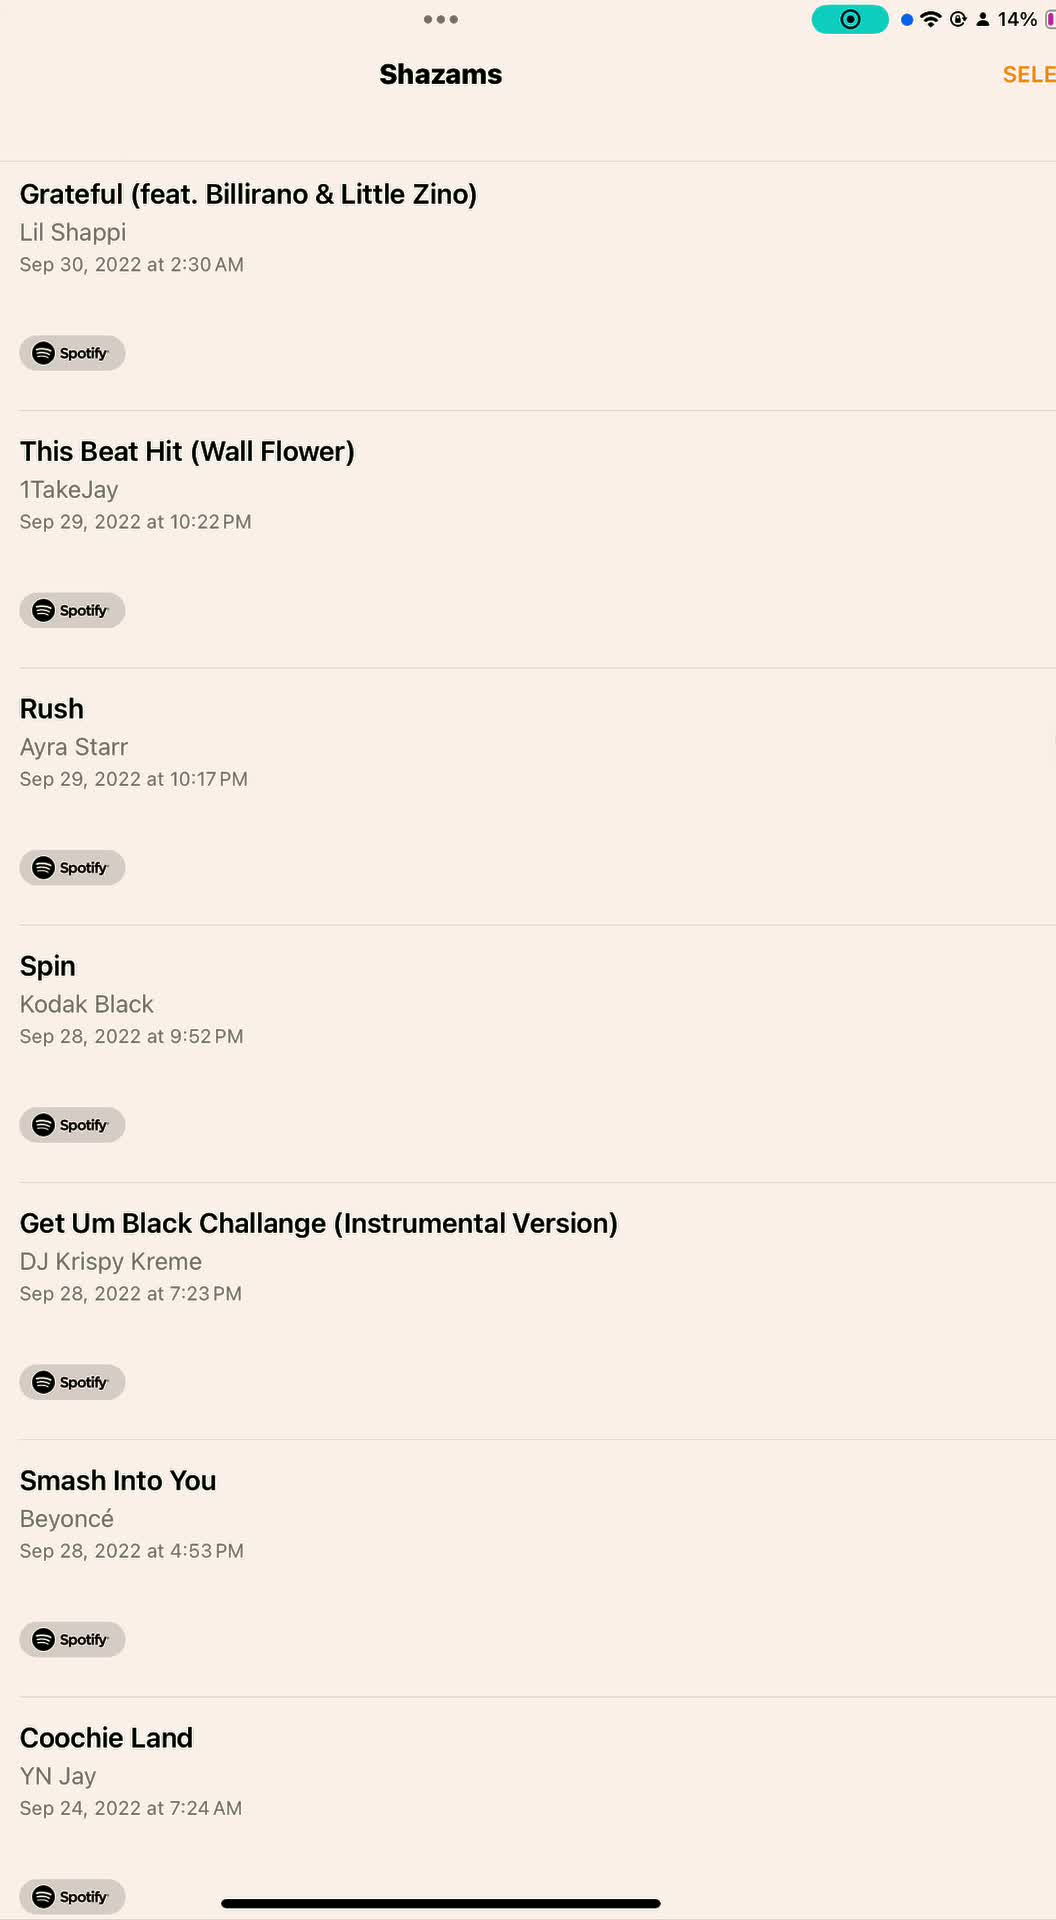 14%
Shazams
SELE
Grateful (feat. Billirano & Little Zino)
Lil Shappi
Sep 30, 2022 at 2:30 AM
Spotify
This Beat Hit (Wall Flower)
1TakeJay
Sep 29, 2022 at 10:22 PM
Spotify
Rush
Ayra Starr
Sep 29, 2022 at 10:17 PM
Spotify
Spin
Kodak Black
Sep 28, 2022 at 9:52 PM
Spotify
Get Um Black Challange (Instrumental Version)
DJ Krispy Kreme
Sep 28, 2022 at 7:23 PM
Spotify
Smash Into You
Beyoncé
Sep 28, 2022 at 4:53 PM
Spotify
Coochie Land
YN Jay
Sep 24, 2022 at 7:24 AM
Spotify